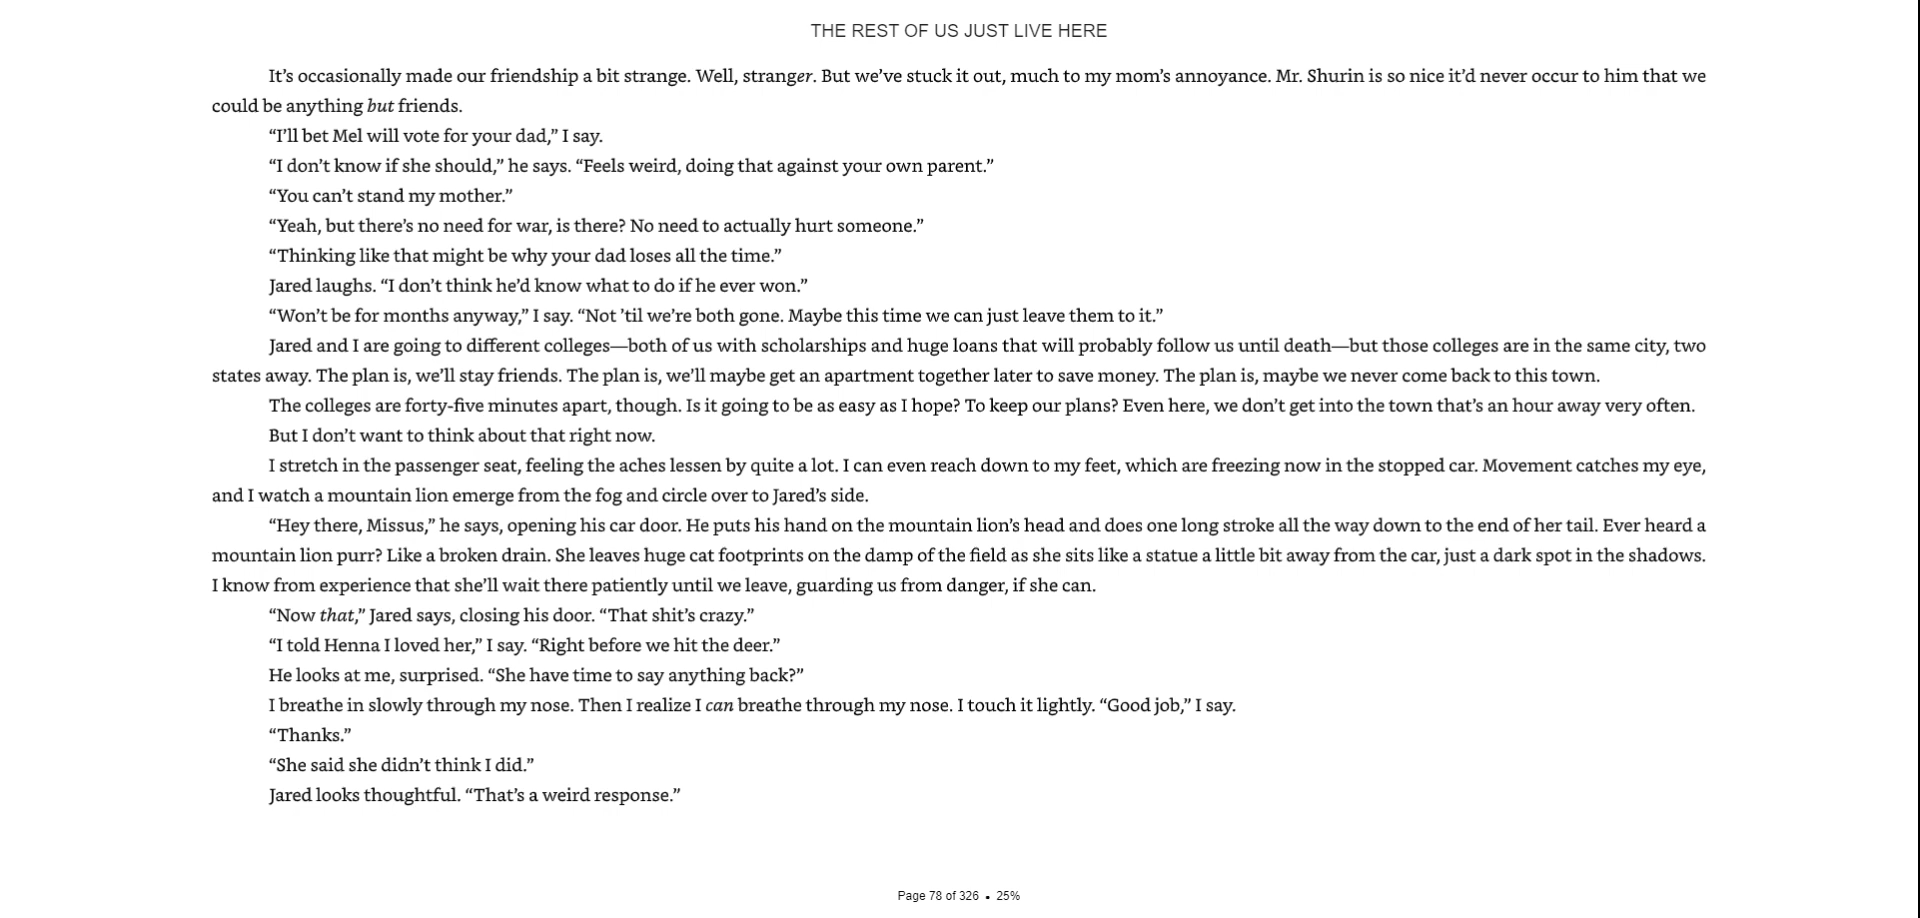 THE REST OF US JUST LIVE HERE
It’s occasionally made our friendship a bit strange. Well, stranger. But we’ve stuck it out, much to my mom’s annoyance. Mr. Shurin is so nice it’d never occur to him that we
could be anything but friends.
“I’ll bet Mel will vote for your dad,” I say.
“I don’t know if she should,” he says. “Feels weird, doing that against your own parent.”
“You can’t stand my mother.”
“Yeah, but there’s no need for war, is there? No need to actually hurt someone.”
“Thinking like that might be why your dad loses all the time.”
Jared laughs. “I don’t think he’d know what to do if he ever won.”
“Won’t be for months anyway,” I say. “Not ’til we’re both gone. Maybe this time we can just leave them to it.”
Jared and I are going to different colleges—both of us with scholarships and huge loans that will probably follow us until death—but those colleges are in the same city, two
states away. The plan is, we’ll stay friends. The plan is, we’ll maybe get an apartment together later to save money. The plan is, maybe we never come back to this town.
The colleges are forty-five minutes apart, though. Is it going to be as easy as I hope? To keep our plans? Even here, we don’t get into the town that’s an hour away very often.
But I don’t want to think about that right now.
I stretch in the passenger seat, feeling the aches lessen by quite a lot. I can even reach down to my feet, which are freezing now in the stopped car. Movement catches my eye,
and I watch a mountain lion emerge from the fog and circle over to Jared’s side.
“Hey there, Missus,” he says, opening his car door. He puts his hand on the mountain lion’s head and does one long stroke all the way down to the end of her tail. Ever heard a
mountain lion purr? Like a broken drain. She leaves huge cat footprints on the damp of the field as she sits like a statue a little bit away from the car, just a dark spot in the shadows.
I know from experience that she’ll wait there patiently until we leave, guarding us from danger, if she can.
“Now that,” Jared says, closing his door. “That shit’s crazy.”
“I told Henna I loved her,” I say. “Right before we hit the deer.”
He looks at me, surprised. “She have time to say anything back?”
I breathe in slowly through my nose. Then I realize I can breathe through my nose. I touch it lightly. “Good job,” I say.
“Thanks.”
“She said she didn’t think I did.”
Jared looks thoughtful. “That’s a weird response.”
Page 78 of 326 • 25%